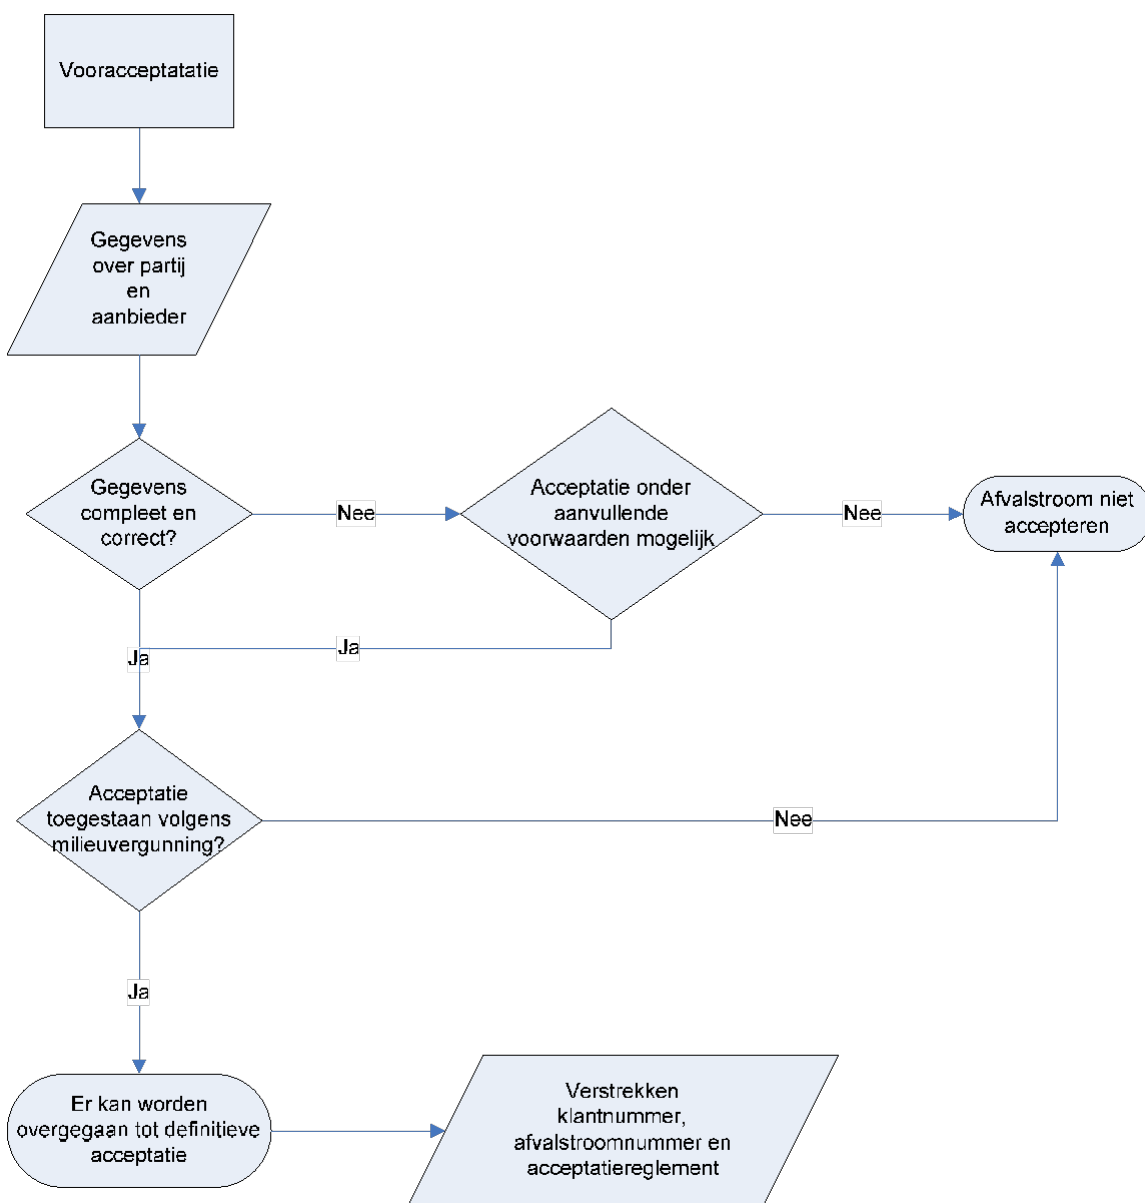 Vooracceptatatie
Gegevens
over partij
en
aanbieder
Gegevens
compleet en
correct?
Nee
Acceptatie onder
aanvullende
voorwaarden mogelijk
Nee
Afvalstroom niet
accepteren
Ja
Ja
Acceptatie
toegestaan volgens
milieuvergunning?
Nee
Ja
Er kan worden
overgegaan tot definitieve
acceptatie
Verstrekken
klantnummer,
afvalstroomnummer en
acceptatiereglement